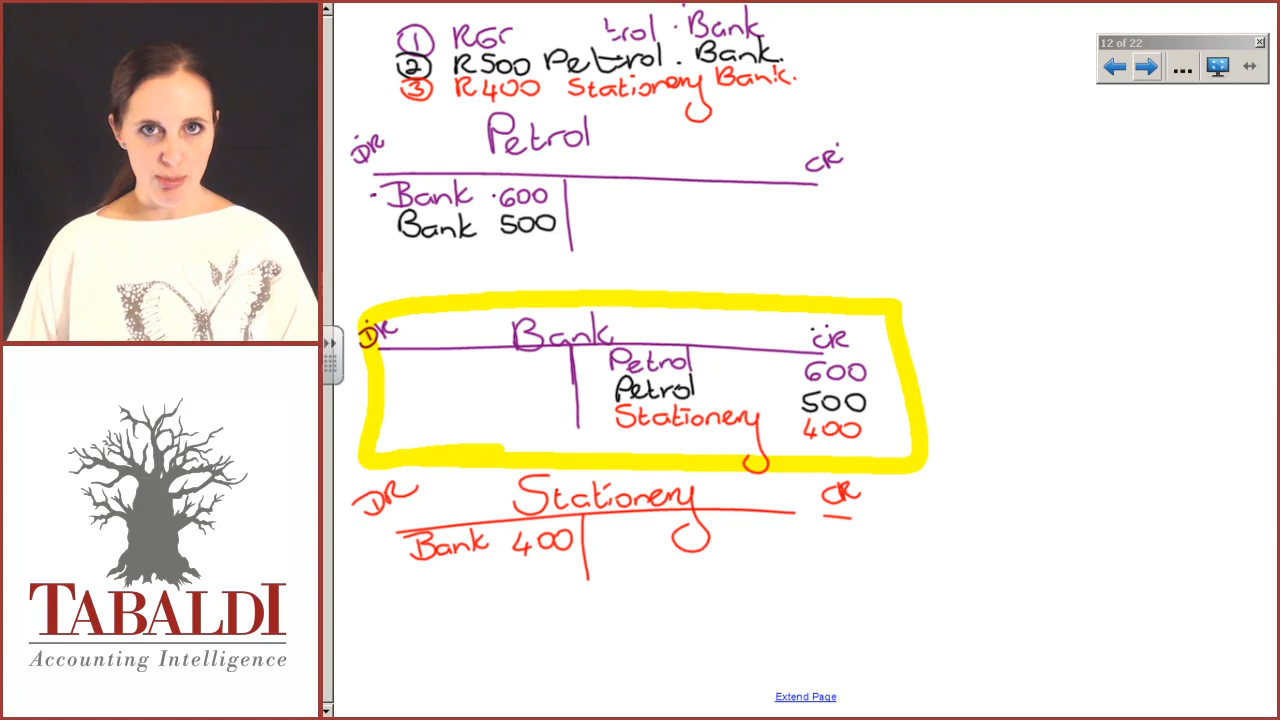 ① R6 Bank
② R500 Petrol . Bank.
③ R400 Stationery Bank.
12 of 22
DR Petrol CR
Bank 600
Bank 500
DR Bank CR
Petrol 600
Petrol 500
Stationery 400
DR Stationery CR
Bank 400
TABALDI
Accounting Intelligence
Extend Page